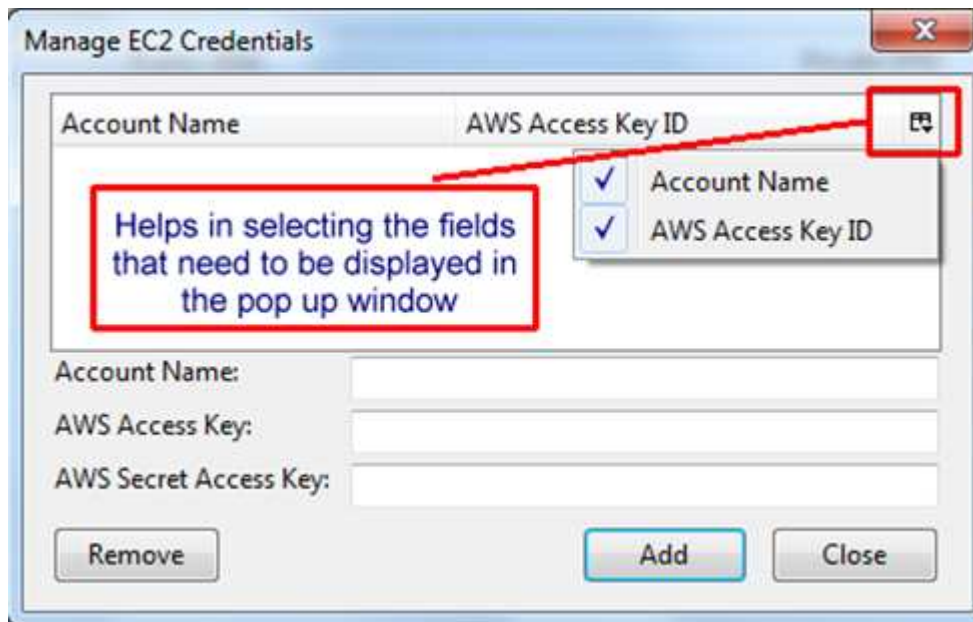 Manage EC2 Credentials
Account Name AWS Access Key ID
Account Name
AWS Access Key ID
Helps in selecting the fields
that need to be displayed in
the pop up window
Account Name:
AWS Access Key:
AWS Secret Access Key:
Remove Add Close